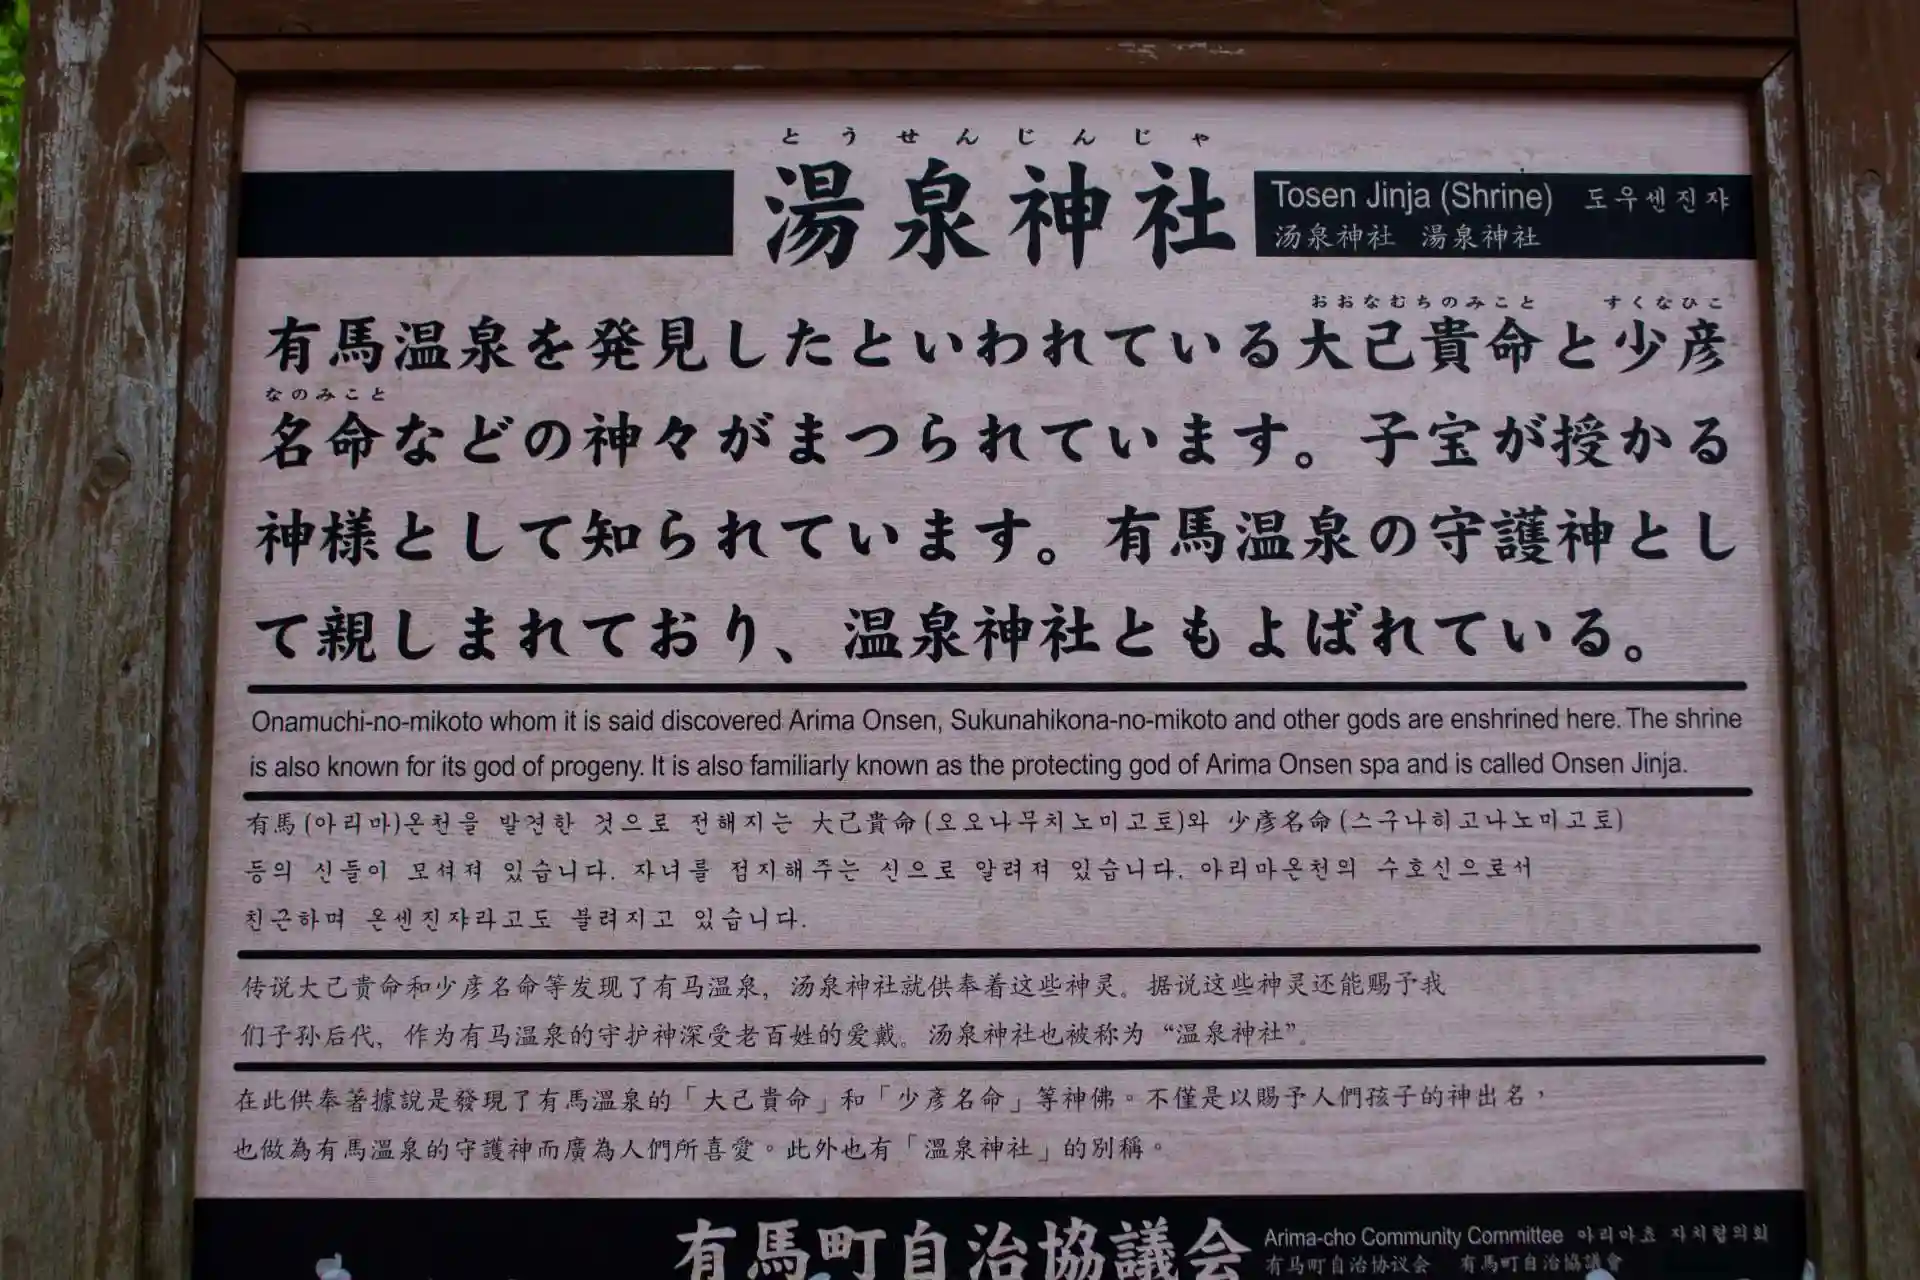 とうせんじんじゃ
湯泉神社
Tosen Jinja (Shrine) 도우센진쟈
汤泉神社 湯泉神社
おおなむちのみこと すくなひこ
有馬温泉を発見したといわれている大己貴命と少彦
なのみこと
名命などの神々がまつられています。子宝が授かる
神様として知られています。有馬温泉の守護神とし
て親しまれており、温泉神社ともよばれている。
Onamuchi-no-mikoto whom it is said discovered Arima Onsen, Sukunahikona-no-mikoto and other gods are enshrined here. The shrine
is also known for its god of progeny. It is also familiarly known as the protecting god of Arima Onsen spa and is called Onsen Jinja.
有馬(아리마)온천을 발견한 것으로 전해지는 大己貴命(오오나무치노미고토)와 少彦名命(스구나히고나노미고토)
등의 신들이 모셔져 있습니다. 자녀를 점지해주는 신으로 알려져 있습니다. 아리마온천의 수호신으로서
친근하며 온센진쟈라고도 불려지고 있습니다.
传说大己贵命和少彦名命等发现了有马温泉，汤泉神社就供奉着这些神灵。据说这些神灵还能赐予我
们子孙后代，作为有马温泉的守护神深受老百姓的爱戴。汤泉神社也被称为“温泉神社”。
在此供奉著據說是發現了有馬溫泉的「大己貴命」和「少彥名命」等神佛。不僅是以賜予人們孩子的神出名，
也做為有馬溫泉的守護神而廣為人們所喜愛。此外也有「溫泉神社」的別稱。
有馬町自治協議会
Arima-cho Community Committee 아리마쵸 자치협의회
有马町自治协议会 有馬町自治協議會